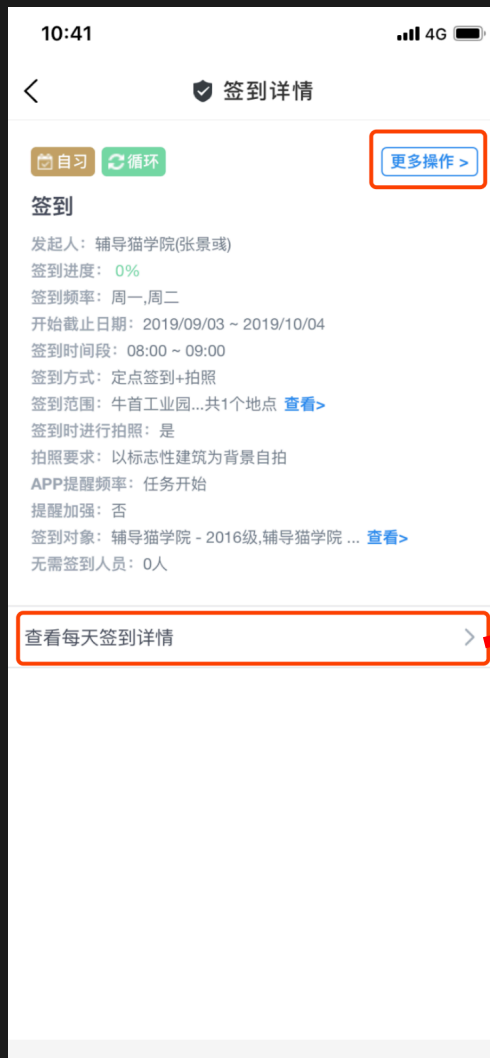 10:41
4G
签到详情
自习 循环
更多操作 >
签到
发起人：辅导猫学院(张景彧)
签到进度：0%
签到频率：周一,周二
开始截止日期：2019/09/03 ~ 2019/10/04
签到时间段：08:00 ~ 09:00
签到方式：定点签到+拍照
签到范围：牛首工业园...共1个地点 查看>
签到时进行拍照：是
拍照要求：以标志性建筑为背景自拍
APP提醒频率：任务开始
提醒加强：否
签到对象：辅导猫学院 - 2016级,辅导猫学院 ... 查看>
无需签到人员：0人
查看每天签到详情